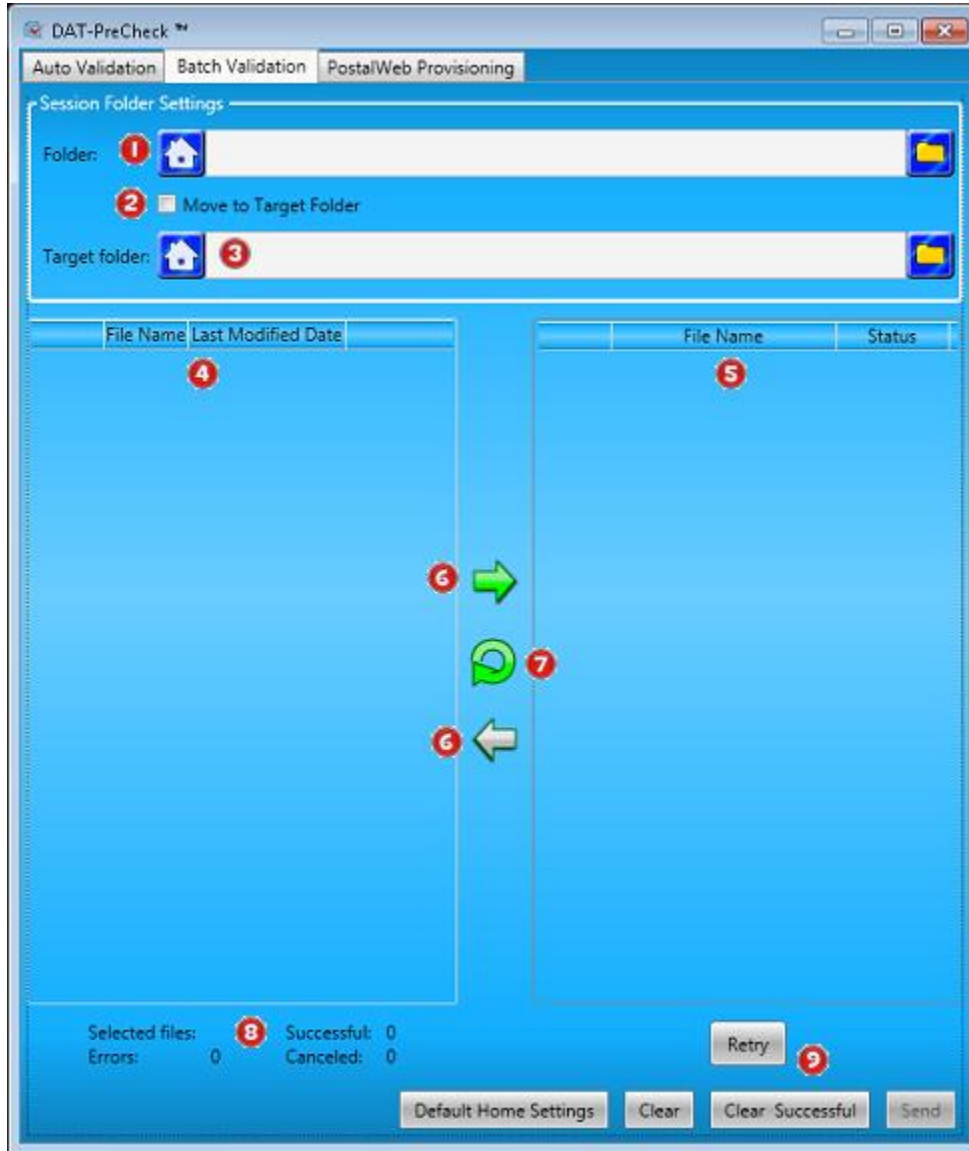 DAT-PreCheck ™
Auto Validation Batch Validation PostalWeb Provisioning
Session Folder Settings
Folder: 1
2 Move to Target Folder
Target folder: 3
File Name Last Modified Date File Name Status
4 5
6
7
6
Selected files: 8 Successful: 0
Errors: 0 Canceled: 0
Retry 9
Default Home Settings Clear Clear Successful Send